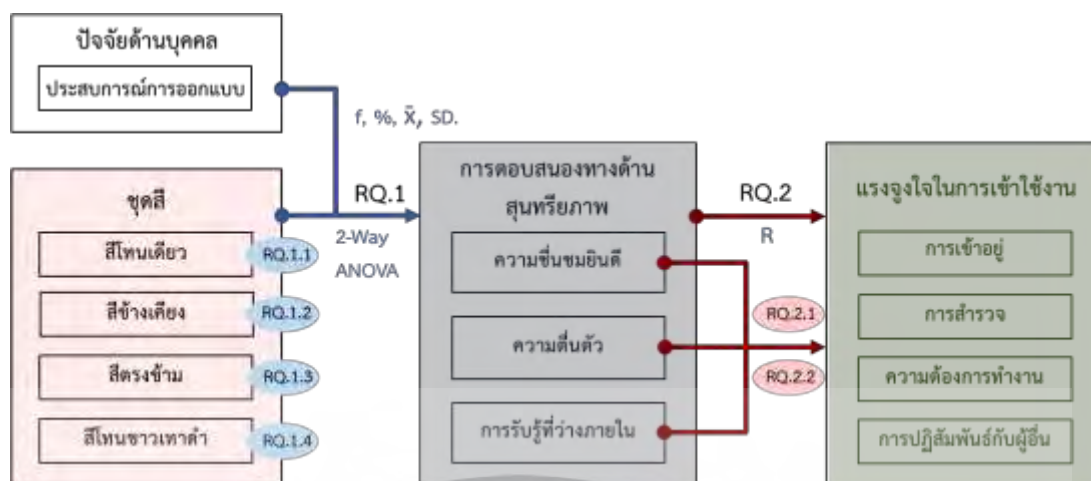 ปัจจัยด้านบุคคล
ประสบการณ์การออกแบบ
f, %, x̄, SD.
ชุดสี
สีโทนเดียว
RQ.1.1
สีข้างเคียง
RQ.1.2
สีตรงข้าม
RQ.1.3
สีโทนขาวเทาดำ
RQ.1.4
RQ.1
2-Way
ANOVA
การตอบสนองทางด้าน
สุนทรียภาพ
ความชื่นชมยินดี
ความตื่นตัว
การรับรู้ที่ว่างภายใน
RQ.2
R
RQ.2.1
RQ.2.2
แรงจูงใจในการเข้าใช้งาน
การเข้าอยู่
การสำรวจ
ความต้องการทำงาน
การปฏิสัมพันธ์กับผู้อื่น